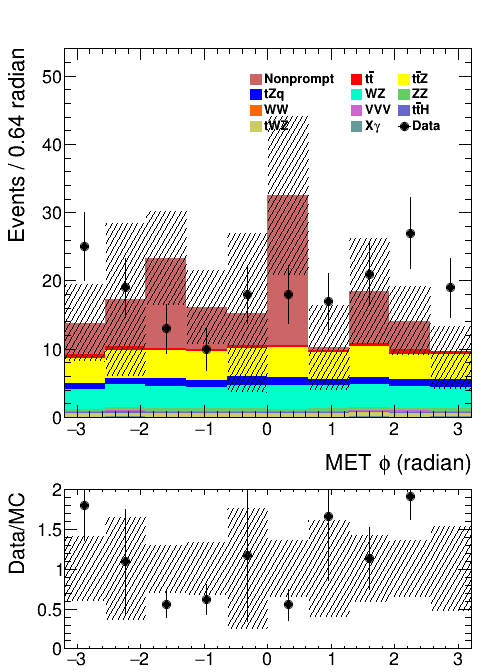 Events / 0.64 radian
50
40
30
20
10
0
Nonprompt tt̄ tt̄Z
tZq WZ ZZ
WW VVV tt̄H
tWZ Xγ Data
−3 −2 −1 0 1 2 3
MET ϕ (radian)
Data/MC
2
1.5
1
0.5
0
−3 −2 −1 0 1 2 3